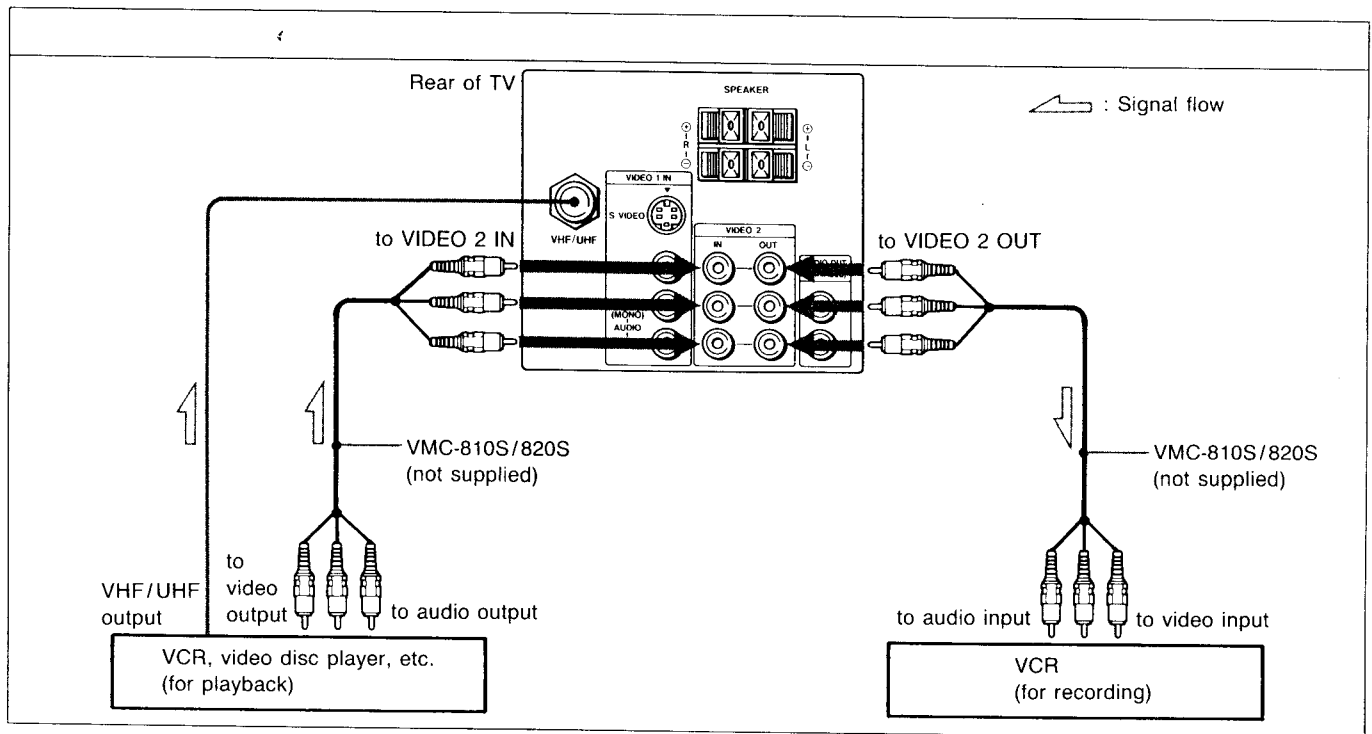 Rear of TV
SPEAKER
: Signal flow
R
L
VIDEO 1 IN
S VIDEO
VHF/UHF
VIDEO 2
IN
OUT
to VIDEO 2 IN
to VIDEO 2 OUT
AUDIO OUT
(MONO)
AUDIO
VMC-810S/820S
(not supplied)
VMC-810S/820S
(not supplied)
VHF/UHF
output
to
video
output
to audio output
to audio input
to video input
VCR, video disc player, etc.
(for playback)
VCR
(for recording)